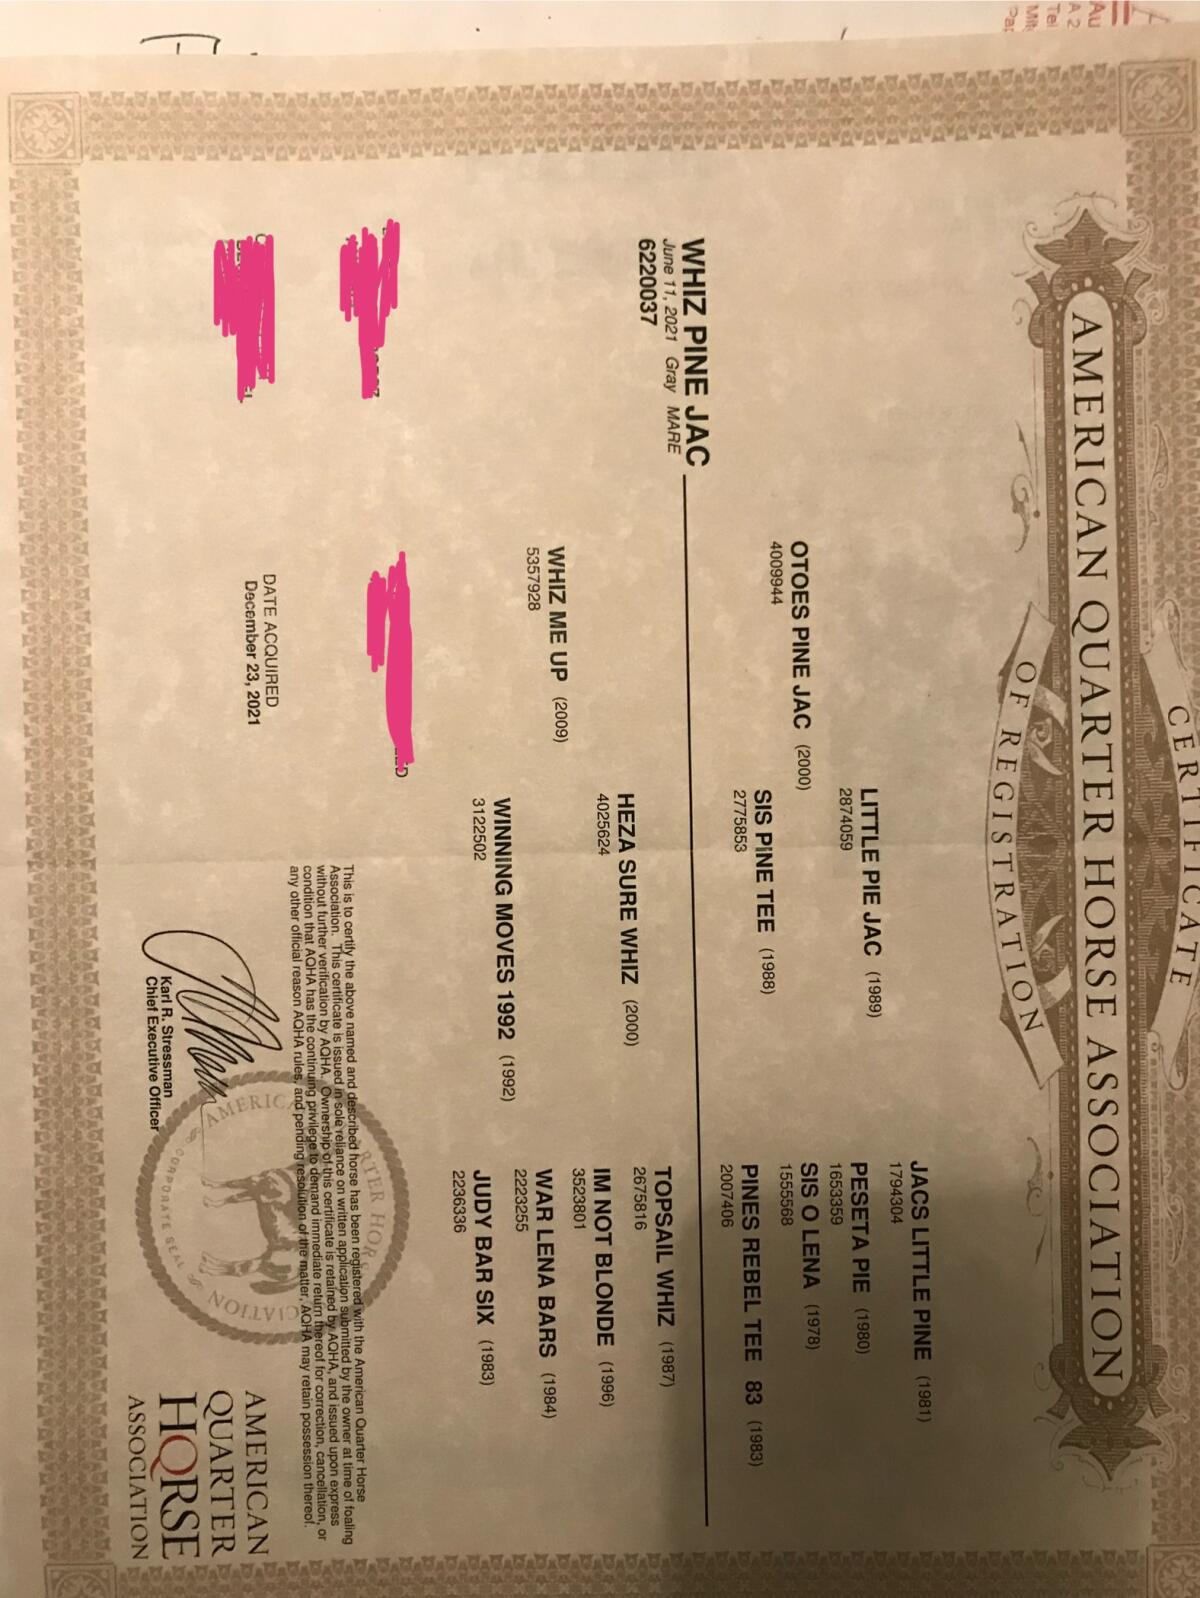 CERTIFICATE
AMERICAN QUARTER HORSE ASSOCIATION
OF REGISTRATION
JACS LITTLE PINE (1981)
1794304
LITTLE PIE JAC (1989)
2874059
PESETA PIE (1980)
1653359
OTOES PINE JAC (2000)
4009944
SIS O LENA (1978)
1555568
SIS PINE TEE (1988)
2775853
PINES REBEL TEE 83 (1983)
2007406
WHIZ PINE JAC
June 11, 2021 Gray MARE
6220037
TOPSAIL WHIZ (1987)
2675816
HEZA SURE WHIZ (2000)
4025624
IM NOT BLONDE (1996)
3523801
WHIZ ME UP (2009)
5357928
WAR LENA BARS (1984)
2223255
WINNING MOVES 1992 (1992)
3122502
JUDY BAR SIX (1983)
2236336
This is to certify the above named and described horse has been registered with the American Quarter Horse
Association. This certificate is issued in sole reliance on written application submitted by the owner at time of foaling
without further verification by AQHA. Ownership of this certificate is retained by AQHA, and issued upon express
condition that AQHA has the continuing privilege to demand immediate return thereof for correction, cancellation, or
any other official reason AQHA rules, and pending resolution of the matter, AQHA may retain possession thereof.
DATE ACQUIRED
December 23, 2021
Karl R. Stressman
Chief Executive Officer
CORPORATE SEAL
AMERICAN
QUARTER
HORSE
ASSOCIATION